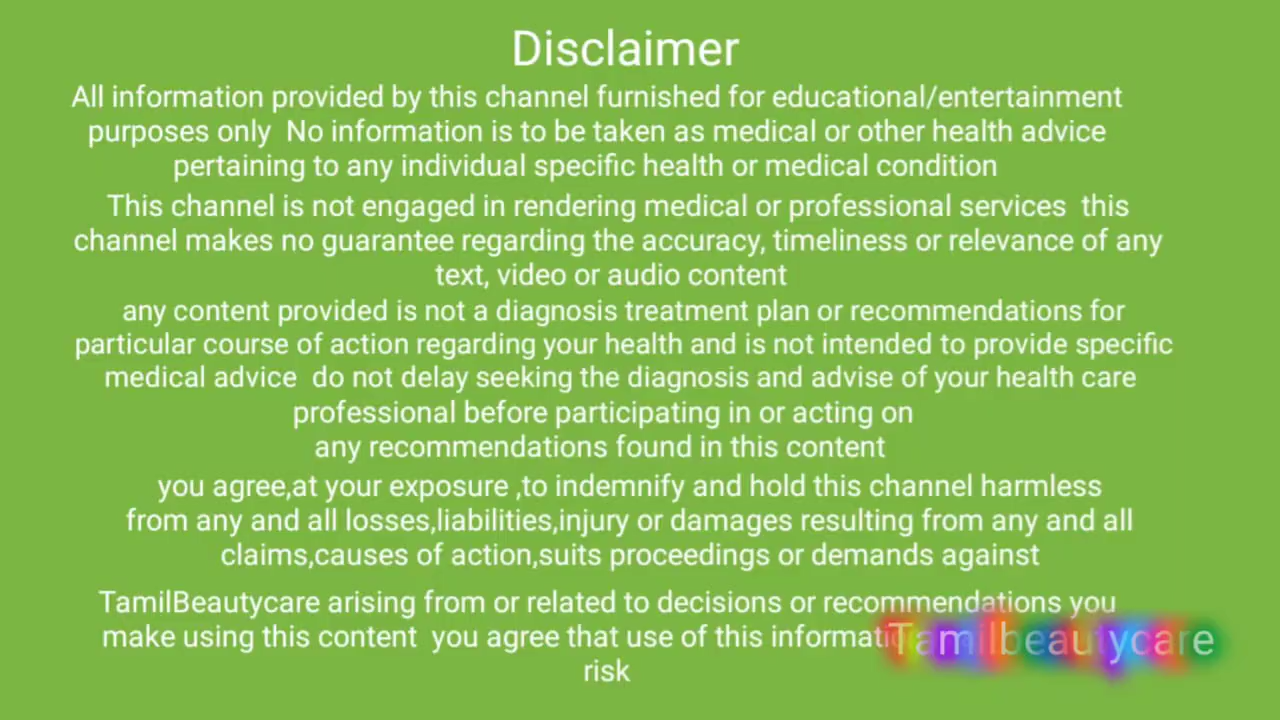 Disclaimer
All information provided by this channel furnished for educational/entertainment
purposes only No information is to be taken as medical or other health advice
pertaining to any individual specific health or medical condition
This channel is not engaged in rendering medical or professional services this
channel makes no guarantee regarding the accuracy, timeliness or relevance of any
text, video or audio content
any content provided is not a diagnosis treatment plan or recommendations for
particular course of action regarding your health and is not intended to provide specific
medical advice do not delay seeking the diagnosis and advise of your health care
professional before participating in or acting on
any recommendations found in this content
you agree,at your exposure ,to indemnify and hold this channel harmless
from any and all losses,liabilities,injury or damages resulting from any and all
claims,causes of action,suits proceedings or demands against
TamilBeautycare arising from or related to decisions or recommendations you
make using this content you agree that use of this
Tamilbeautycare
risk